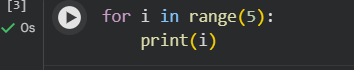 [3]
0s
for i in range(5):
    print(i)